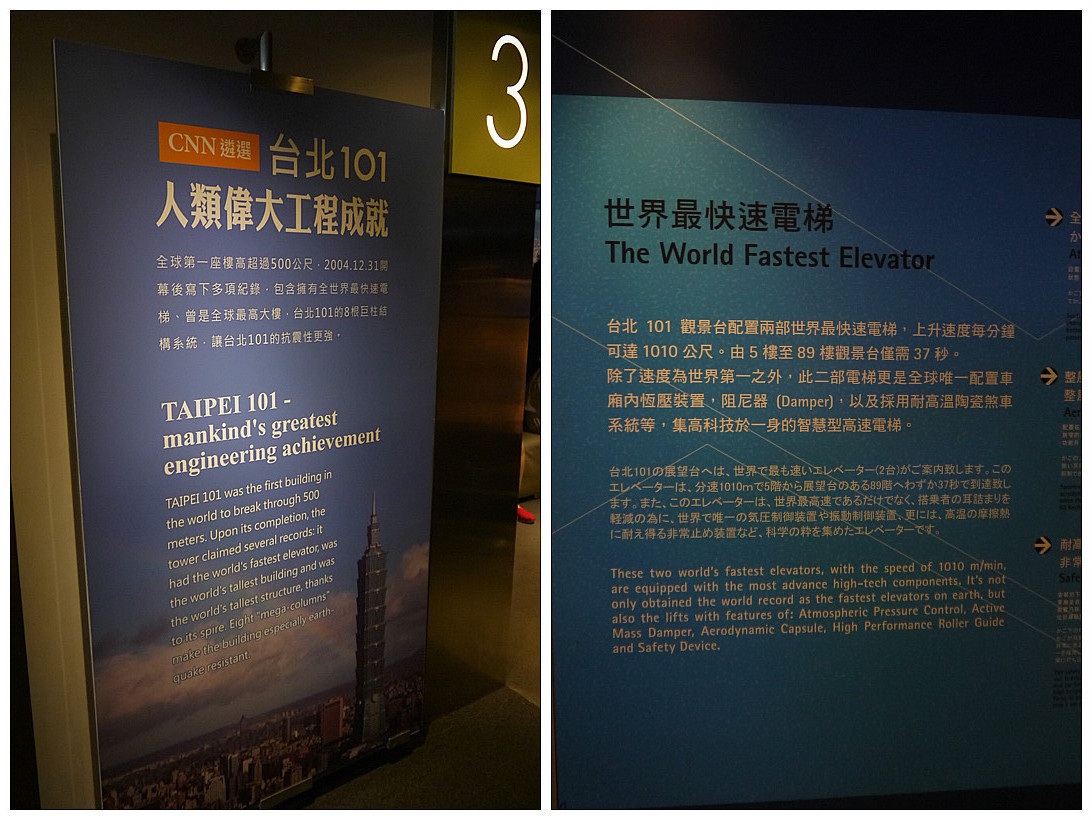 3
CNN 遴選 台北101
人類偉大工程成就
全球第一座樓高超過500公尺，2004.12.31開
幕後寫下多項紀錄，包含擁有全世界最快速電
梯、曾是全球最高大樓，台北101的8根巨柱結
構系統，讓台北101的抗震性更強。
TAIPEI 101 -
mankind's greatest
engineering achievement
TAIPEI 101 was the first building in
the world to break through 500
meters. Upon its completion, the
tower claimed several records: it
had the world's fastest elevator, was
the world's tallest building and was
the world's tallest structure, thanks
to its spire. Eight "mega-columns"
make the building especially earth-
quake resistant.
世界最快速電梯
The World Fastest Elevator
台北 101 觀景台配置兩部世界最快速電梯，上升速度每分鐘
可達 1010 公尺。由 5 樓至 89 樓觀景台僅需 37 秒。
除了速度為世界第一之外，此二部電梯更是全球唯一配置車
廂內恆壓裝置，阻尼器 (Damper)，以及採用耐高溫陶瓷煞車
系統等，集高科技於一身的智慧型高速電梯。
台北101の展望台へは、世界で最も速いエレベーター(2台)がご案内致します。この
エレベーターは、分速1010mで5階から展望台のある89階へわずか37秒で到達致し
ます。また、このエレベーターは、世界最高速であるだけでなく、搭乗者の耳詰まりを
軽減の為に、世界で唯一の気圧制御装置や振動制御装置、更には、高温の摩擦熱
に耐え得る非常止め装置など、科学の粋を集めたエレベーターです。
These two world's fastest elevators, with the speed of 1010 m/min.
are equipped with the most advance high-tech components. It's not
only obtained the world record as the fastest elevators on earth, but
also the lifts with features of: Atmospheric Pressure Control, Active
Mass Damper, Aerodynamic Capsule, High Performance Roller Guide
and Safety Device.
全
か
整
整
Aer
耐高
非常
Safe